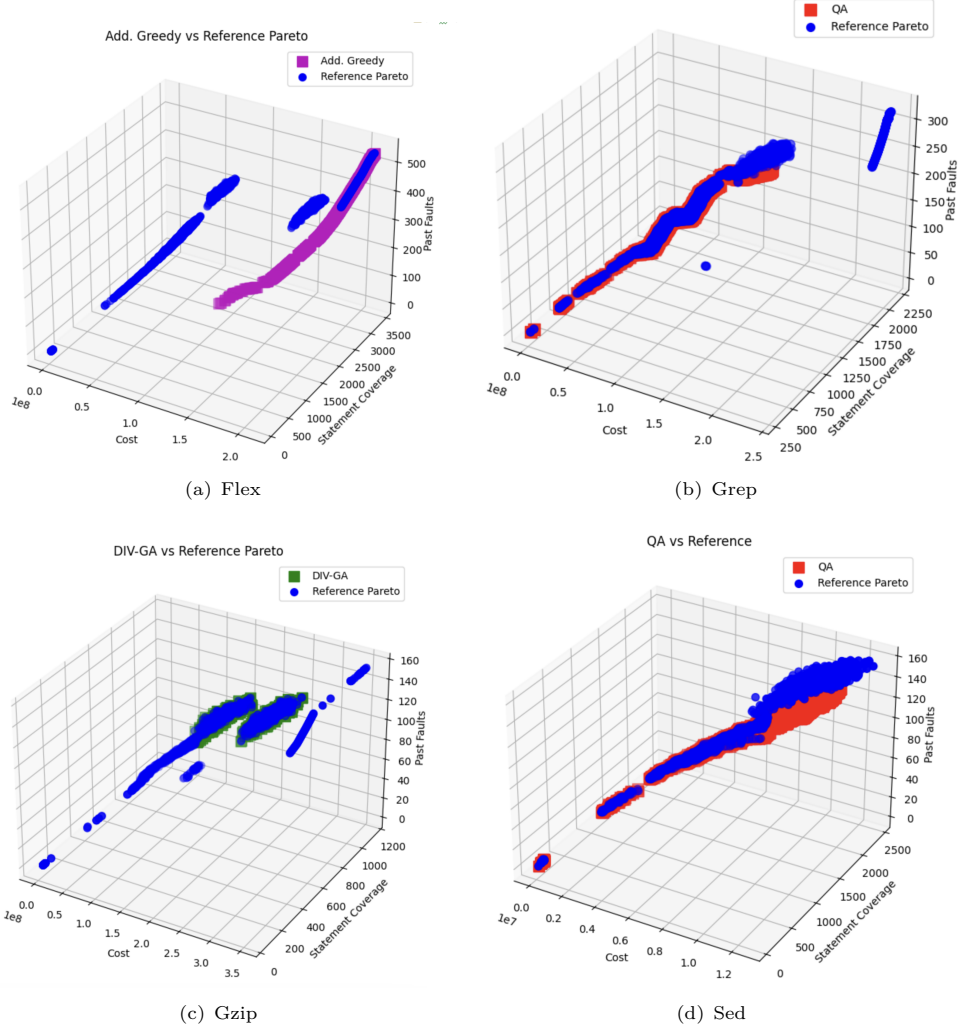 Add. Greedy vs Reference Pareto
Add. Greedy
Reference Pareto
500
400
300
200
100
0
Past Faults
3500
3000
2500
2000
1500
1000
500
0
Statement Coverage
0.0
0.5
1.0
1.5
2.0
1e8
Cost
(a) Flex
QA
Reference Pareto
300
250
200
150
100
50
0
Past Faults
2250
2000
1750
1500
1250
1000
750
500
250
Statement Coverage
0.0
0.5
1.0
1.5
2.0
2.5
1e8
Cost
(b) Grep
DIV-GA vs Reference Pareto
DIV-GA
Reference Pareto
160
140
120
100
80
60
40
20
0
Past Faults
1200
1000
800
600
400
200
0
Statement Coverage
0.0
0.5
1.0
1.5
2.0
2.5
3.0
3.5
1e8
Cost
(c) Gzip
QA vs Reference
QA
Reference Pareto
160
140
120
100
80
60
40
20
0
Past Faults
2500
2000
1500
1000
500
0
Statement Coverage
0.0
0.2
0.4
0.6
0.8
1.0
1.2
1e7
Cost
(d) Sed